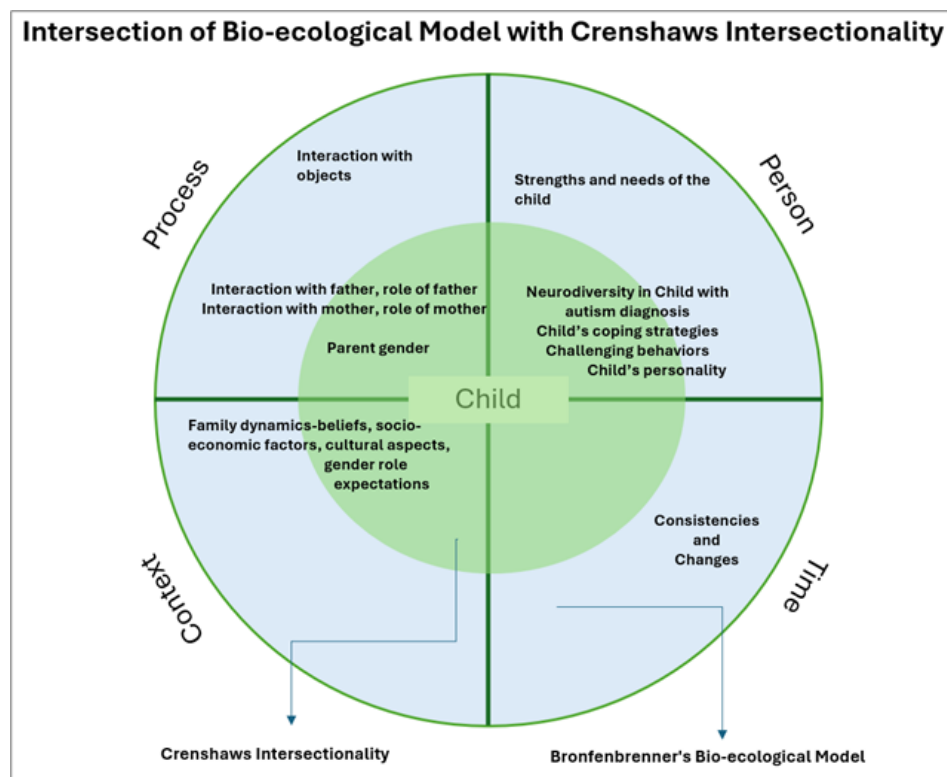 Intersection of Bio-ecological Model with Crenshaws Intersectionality
Process
Interaction with
objects
Interaction with father, role of father
Interaction with mother, role of mother
Parent gender
Person
Strengths and needs of the
child
Neurodiversity in Child with
autism diagnosis
Child's coping strategies
Challenging behaviors
Child's personality
Child
Context
Family dynamics-beliefs, socio-
economic factors, cultural aspects,
gender role
expectations
Time
Consistencies
and
Changes
Crenshaws Intersectionality
Bronfenbrenner's Bio-ecological Model